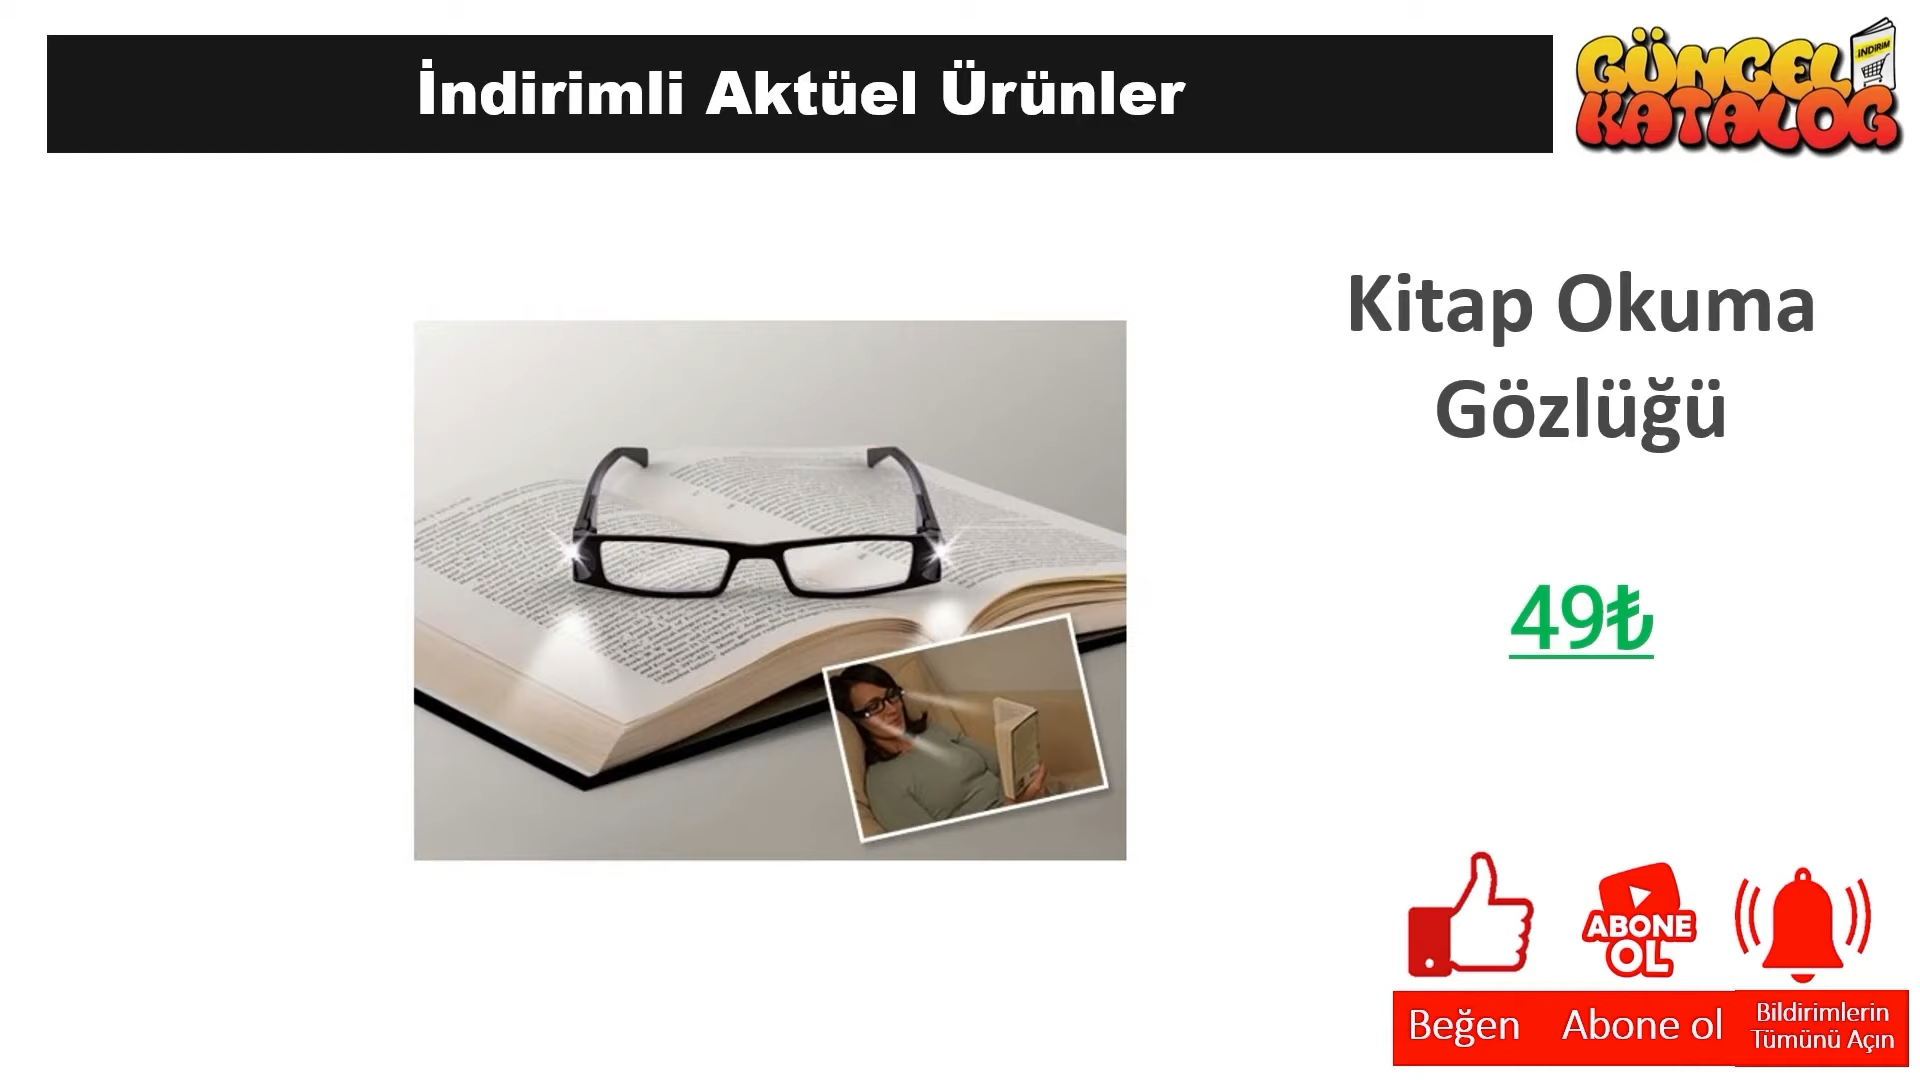 İndirimli Aktüel Ürünler
GÜNCEL
İNDİRİM
KATALOG
Kitap Okuma
Gözlüğü
49₺
ABONE
OL
Beğen
Abone ol
Bildirimlerin
Tümünü Açın